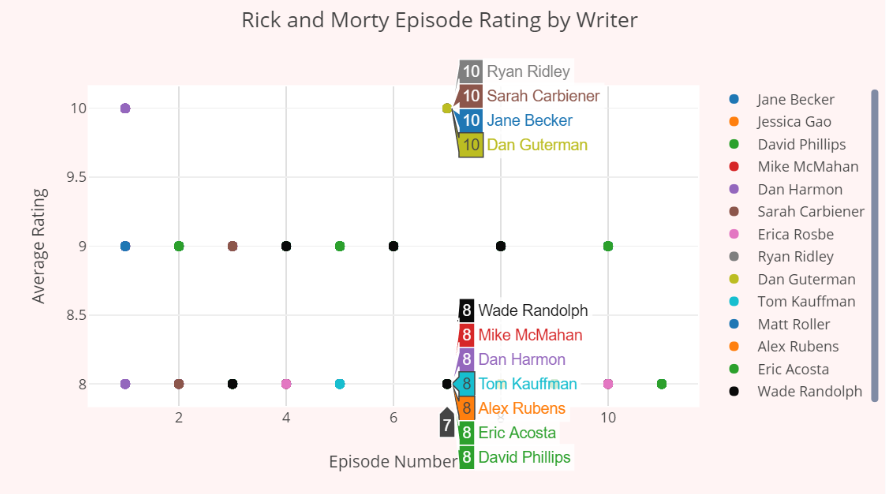 Rick and Morty Episode Rating by Writer
10 Ryan Ridley
10 Sarah Carbiener
10 Jane Becker
10 Dan Guterman
Average Rating
10
9.5
9
8.5
8
8 Wade Randolph
8 Mike McMahan
8 Dan Harmon
8 Tom Kauffman
8 Alex Rubens
8 Eric Acosta
8 David Phillips
2 4 6 7 10
Episode Number
Jane Becker
Jessica Gao
David Phillips
Mike McMahan
Dan Harmon
Sarah Carbiener
Erica Rosbe
Ryan Ridley
Dan Guterman
Tom Kauffman
Matt Roller
Alex Rubens
Eric Acosta
Wade Randolph